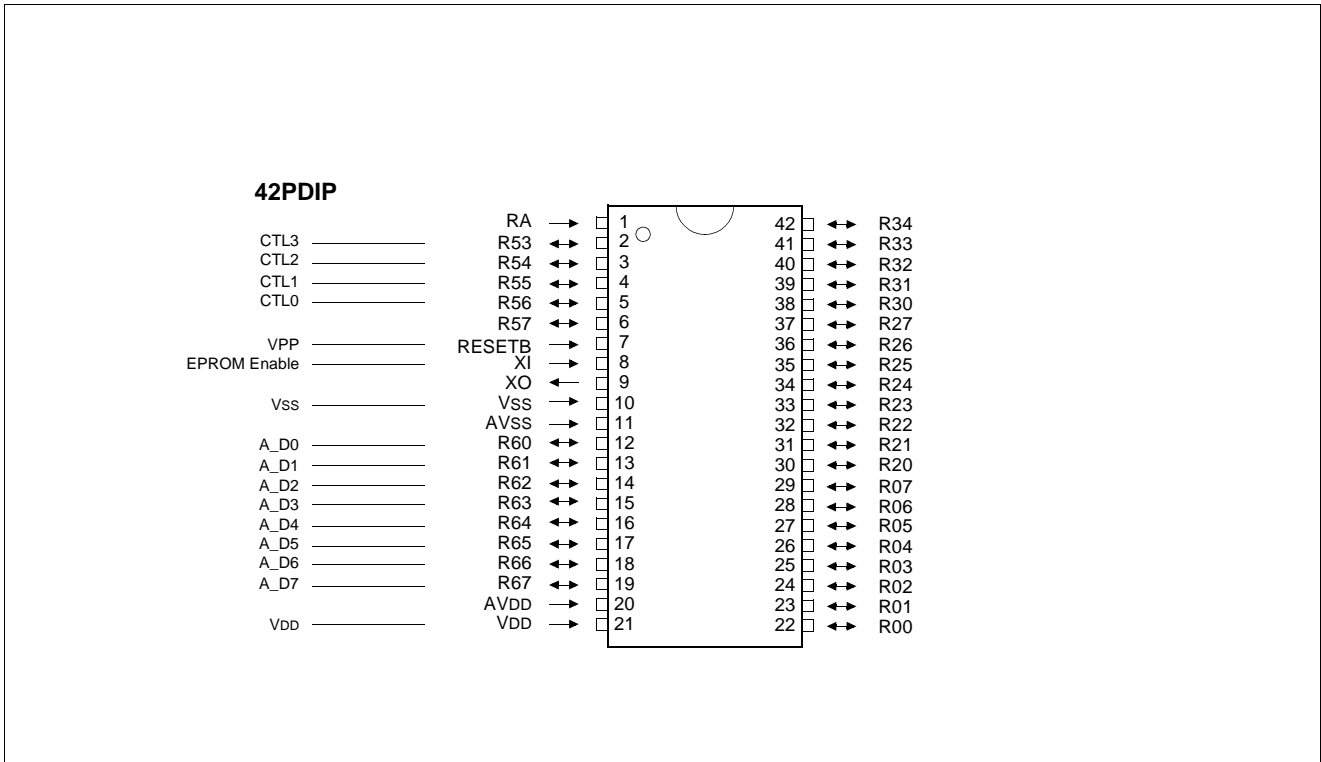 42PDIP
RA 1 42 R34
CTL3 R53 2 41 R33
CTL2 R54 3 40 R32
CTL1 R55 4 39 R31
CTL0 R56 5 38 R30
R57 6 37 R27
VPP RESETB 7 36 R26
EPROM Enable XI 8 35 R25
XO 9 34 R24
VSS VSS 10 33 R23
AVSS 11 32 R22
A_D0 R60 12 31 R21
A_D1 R61 13 30 R20
A_D2 R62 14 29 R07
A_D3 R63 15 28 R06
A_D4 R64 16 27 R05
A_D5 R65 17 26 R04
A_D6 R66 18 25 R03
A_D7 R67 19 24 R02
AVDD 20 23 R01
VDD VDD 21 22 R00